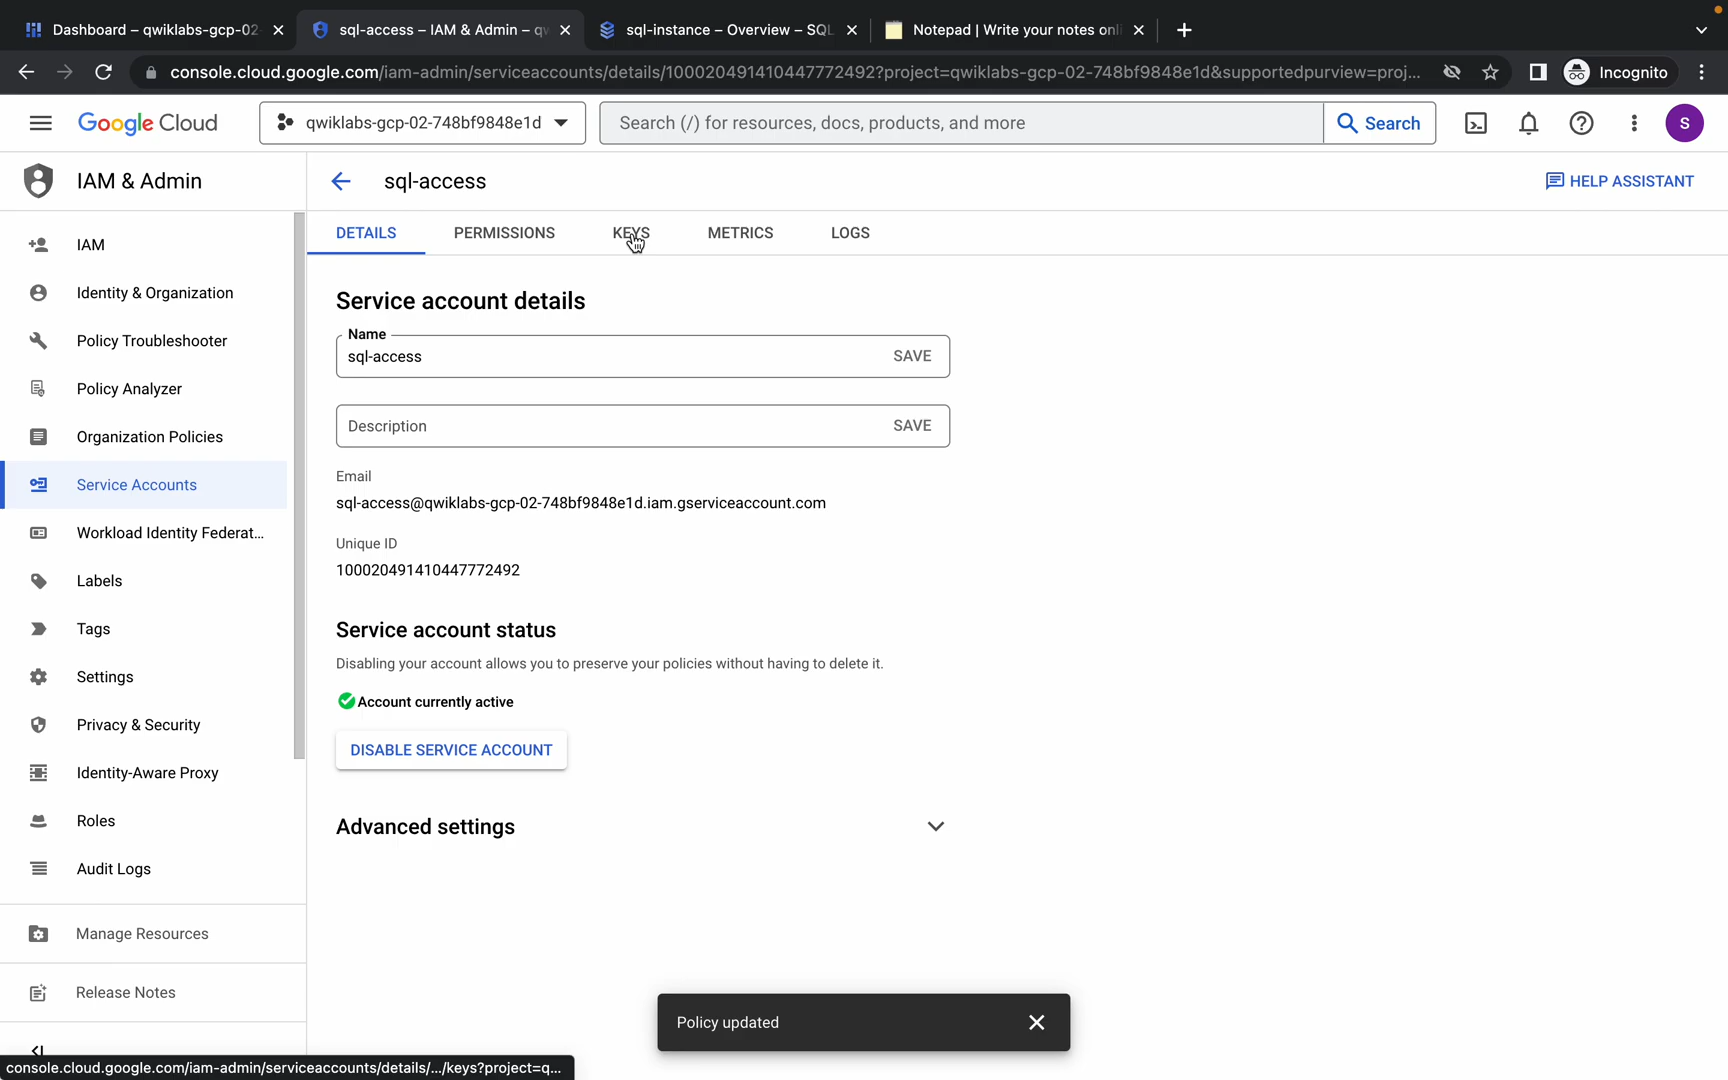 Dashboard – qwiklabs-gcp-02
sql-access – IAM & Admin – qw
sql-instance – Overview – SQL
Notepad | Write your notes onli
console.cloud.google.com/iam-admin/serviceaccounts/details/100020491410447772492?project=qwiklabs-gcp-02-748bf9848e1d&supportedpurview=proj...
Incognito
Google Cloud
qwiklabs-gcp-02-748bf9848e1d
Search (/) for resources, docs, products, and more
Search
S
IAM & Admin
sql-access
HELP ASSISTANT
DETAILS
PERMISSIONS
KEYS
METRICS
LOGS
IAM
Identity & Organization
Policy Troubleshooter
Policy Analyzer
Organization Policies
Service Accounts
Workload Identity Federat...
Labels
Tags
Settings
Privacy & Security
Identity-Aware Proxy
Roles
Audit Logs
Manage Resources
Release Notes
Service account details
Name
sql-access
SAVE
Description
SAVE
Email
sql-access@qwiklabs-gcp-02-748bf9848e1d.iam.gserviceaccount.com
Unique ID
100020491410447772492
Service account status
Disabling your account allows you to preserve your policies without having to delete it.
Account currently active
DISABLE SERVICE ACCOUNT
Advanced settings
Policy updated
console.cloud.google.com/iam-admin/serviceaccounts/details/.../keys?project=q...